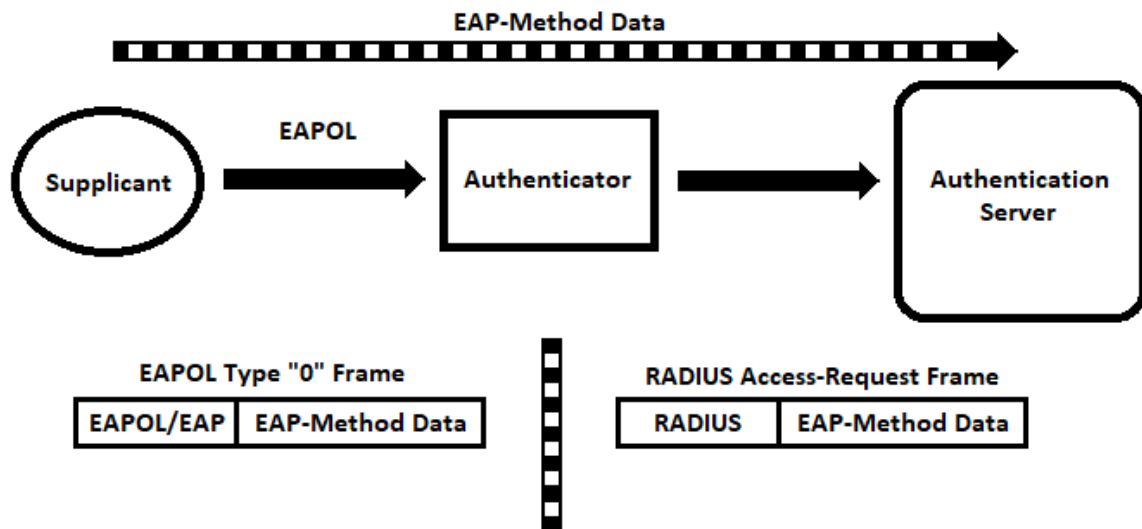 EAP-Method Data
EAPOL
Supplicant
Authenticator
Authentication
Server
EAPOL Type "0" Frame
EAPOL/EAP EAP-Method Data
RADIUS Access-Request Frame
RADIUS EAP-Method Data